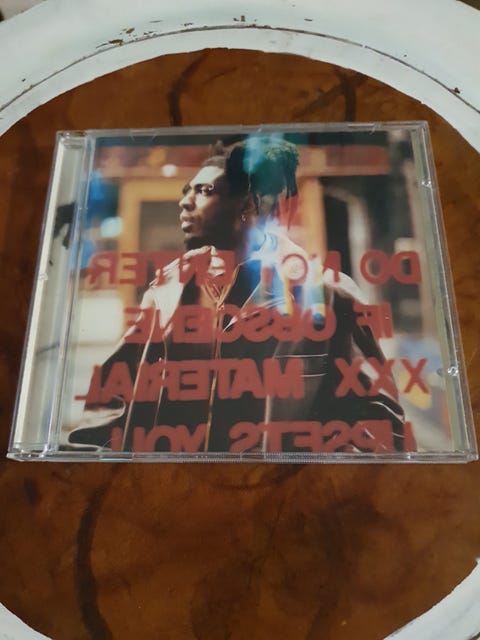 DO NOT ENTER
IF OBSCENE
XXX MATERIAL
UPSETS YOU